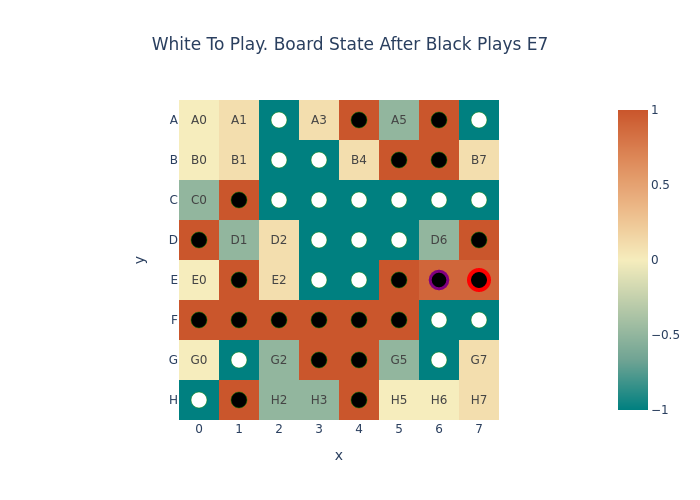 White To Play. Board State After Black Plays E7
A A0 A1 A3 A5
B B0 B1 B4 B7
C C0
D D1 D2 D6
E E0 E2
F
G G0 G2 G5 G7
H H2 H3 H5 H6 H7
0 1 2 3 4 5 6 7
x
y
1
0.5
0
−0.5
−1